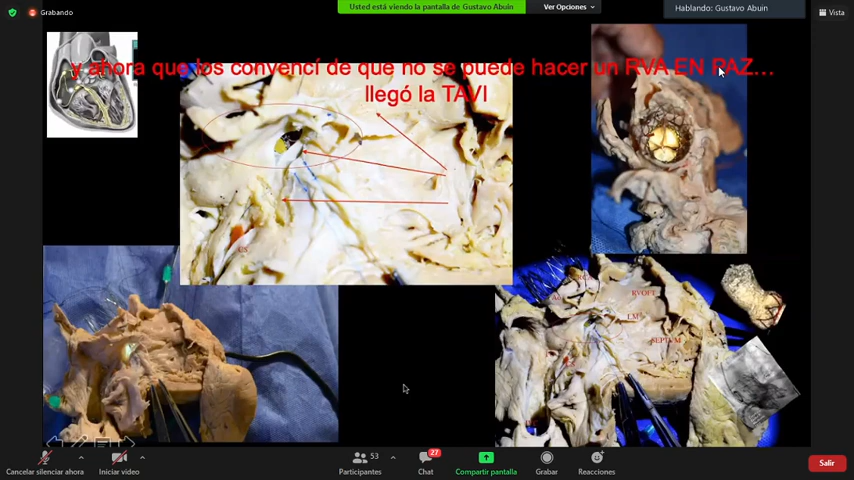 Grabando
Usted está viendo la pantalla de Gustavo Abuin
Ver Opciones
Hablando: Gustavo Abuin
Vista
y ahora que los convencí de que no se puede hacer un RVA EN PAZ...
llegó la TAVI
CS
RVOFT
LM
SEPTUM
Cancelar silenciar ahora
Iniciar video
53
Participantes
27
Chat
Compartir pantalla
Grabar
Reacciones
Salir